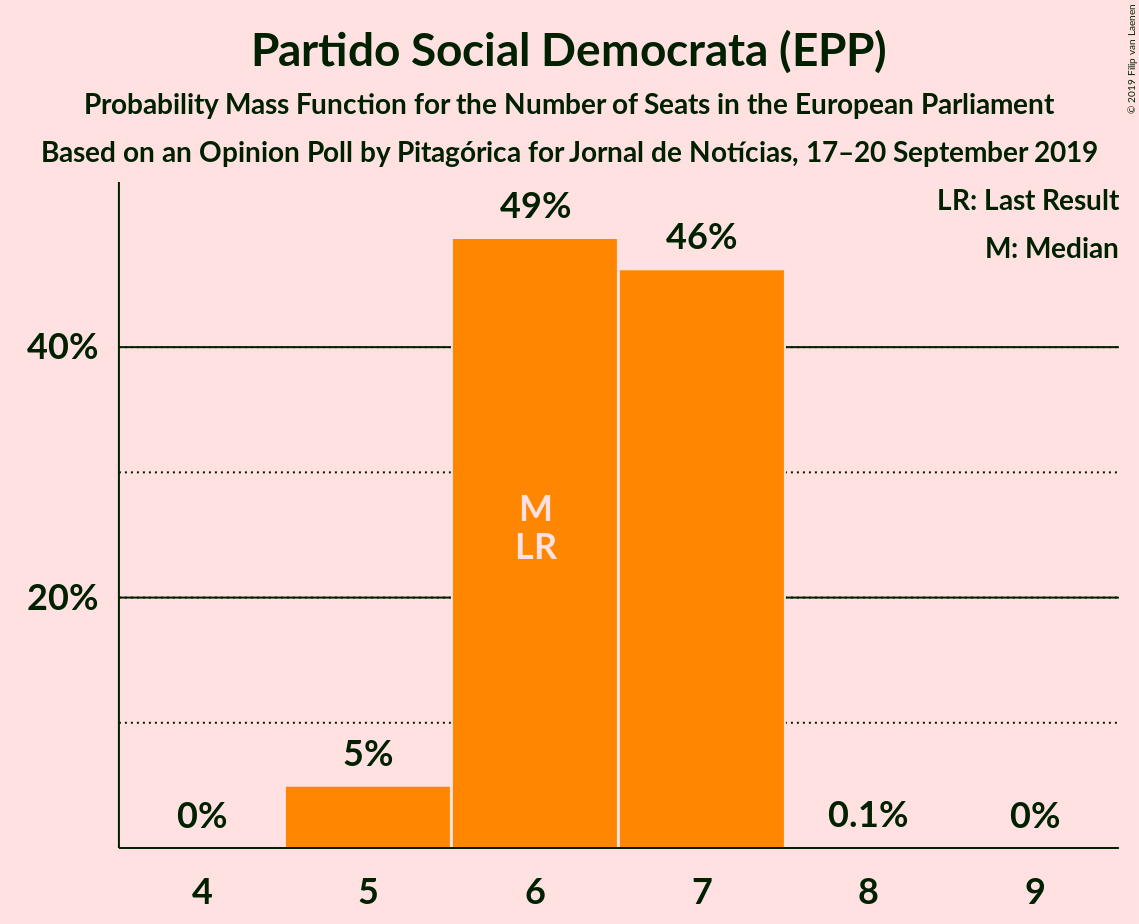 Partido Social Democrata (EPP)
Probability Mass Function for the Number of Seats in the European Parliament
Based on an Opinion Poll by Pitagórica for Jornal de Notícias, 17–20 September 2019
© 2019 Filip van Laenen
LR: Last Result
M: Median
49%
46%
40%
M
LR
20%
5%
0%
0.1%
0%
4 5 6 7 8 9